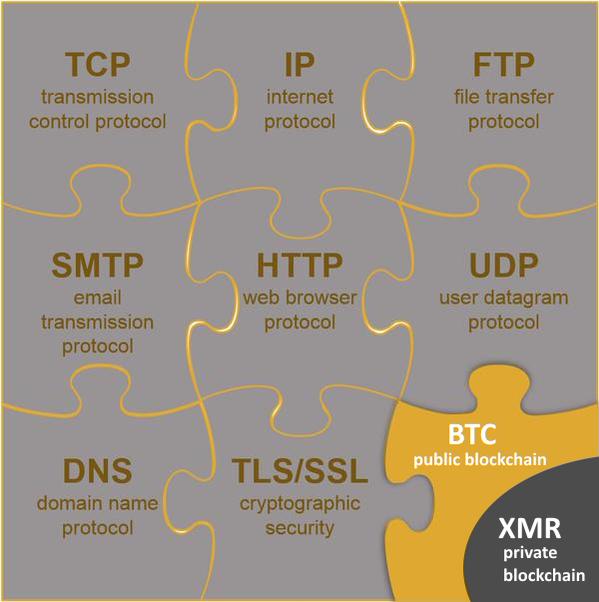 TCP
transmission
control protocol
IP
internet
protocol
FTP
file transfer
protocol
SMTP
email
transmission
protocol
HTTP
web browser
protocol
UDP
user datagram
protocol
DNS
domain name
protocol
TLS/SSL
cryptographic
security
BTC
public blockchain
XMR
private
blockchain